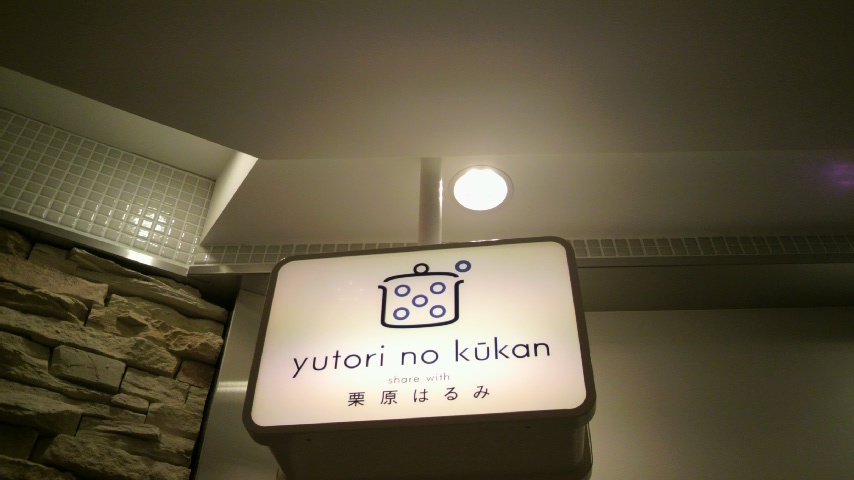 yutori no kūkan
share with
栗原はるみ